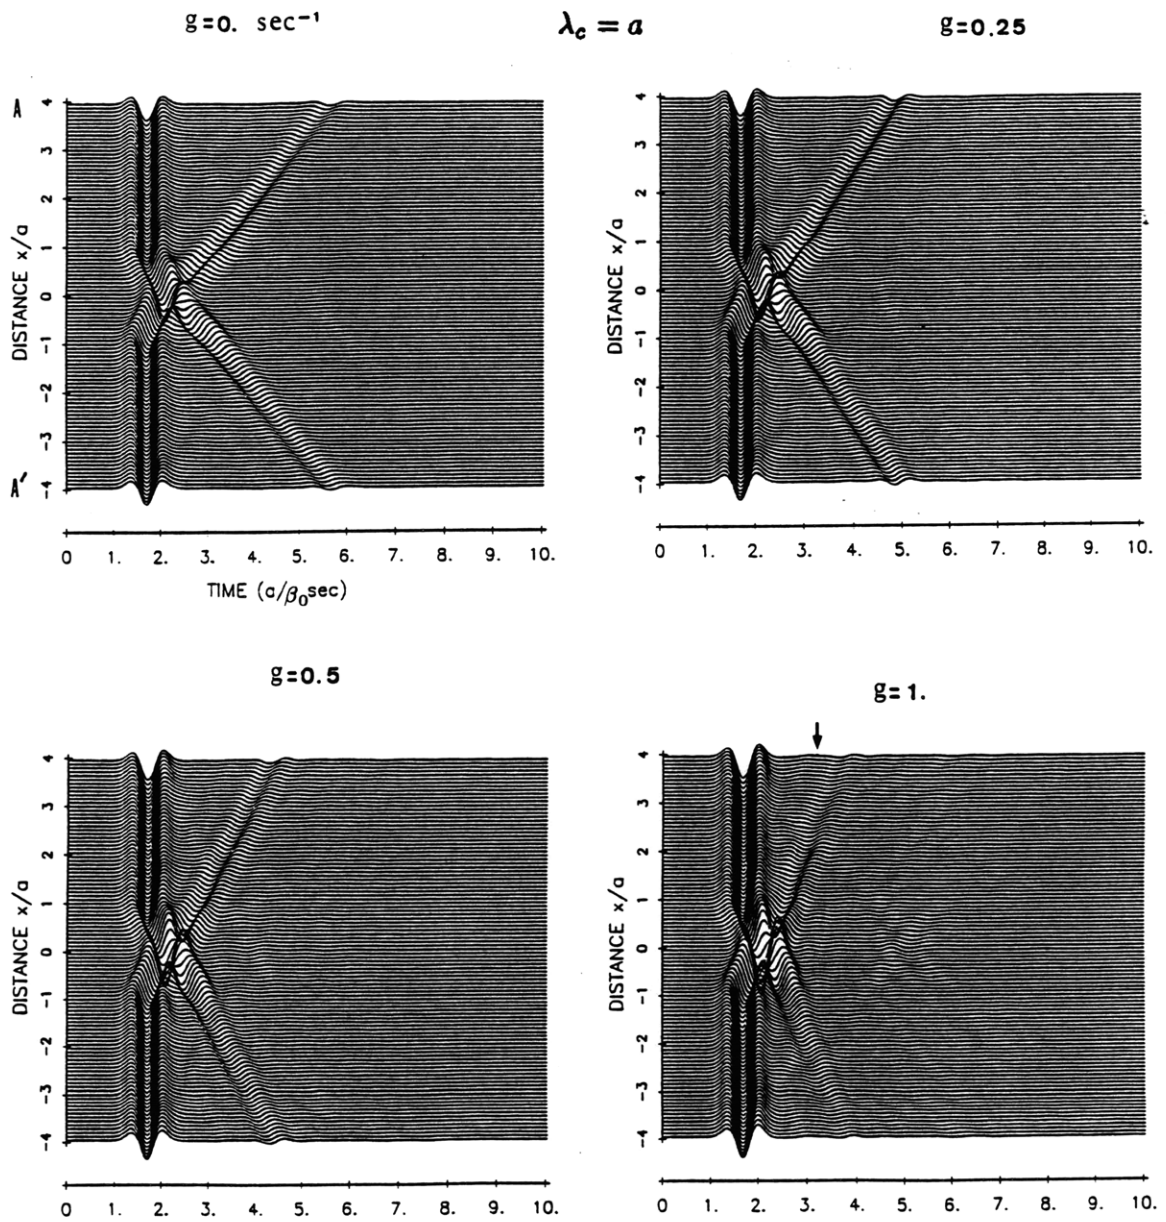 g=0. sec⁻¹
λc = a
g=0.25
A
A′
DISTANCE x/a
4
3
2
1
0
-1
-2
-3
-4
0 1. 2. 3. 4. 5. 6. 7. 8. 9. 10.
TIME (a/β₀sec)
DISTANCE x/a
4
3
2
1
0
-1
-2
-3
-4
0 1. 2. 3. 4. 5. 6. 7. 8. 9. 10.
g=0.5
g=1.
DISTANCE x/a
4
3
2
1
0
-1
-2
-3
-4
0 1. 2. 3. 4. 5. 6. 7. 8. 9. 10.
DISTANCE x/a
4
3
2
1
0
-1
-2
-3
-4
0 1. 2. 3. 4. 5. 6. 7. 8. 9. 10.